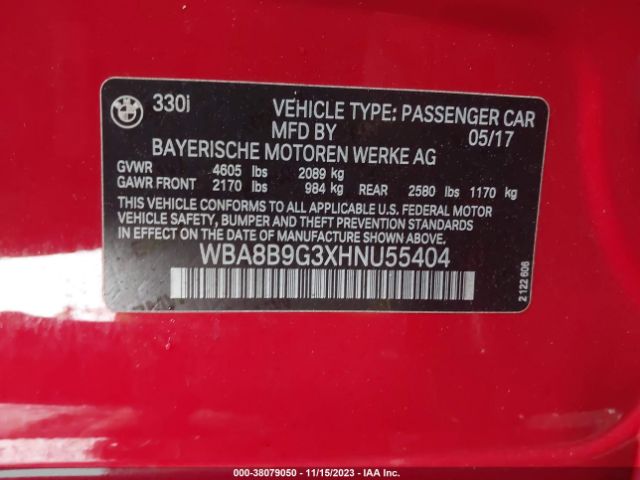 330i
VEHICLE TYPE: PASSENGER CAR
MFD BY 05/17
BAYERISCHE MOTOREN WERKE AG
GVWR 4605 lbs 2089 kg
GAWR FRONT 2170 lbs 984 kg REAR 2580 lbs 1170 kg
THIS VEHICLE CONFORMS TO ALL APPLICABLE U.S. FEDERAL MOTOR
VEHICLE SAFETY, BUMPER AND THEFT PREVENTION STANDARDS
IN EFFECT ON THE DATE OF MANUFACTURE SHOWN ABOVE.
WBA8B9G3XHNU55404
2 122 606
000-38079050 - 11/15/2023 - IAA Inc.